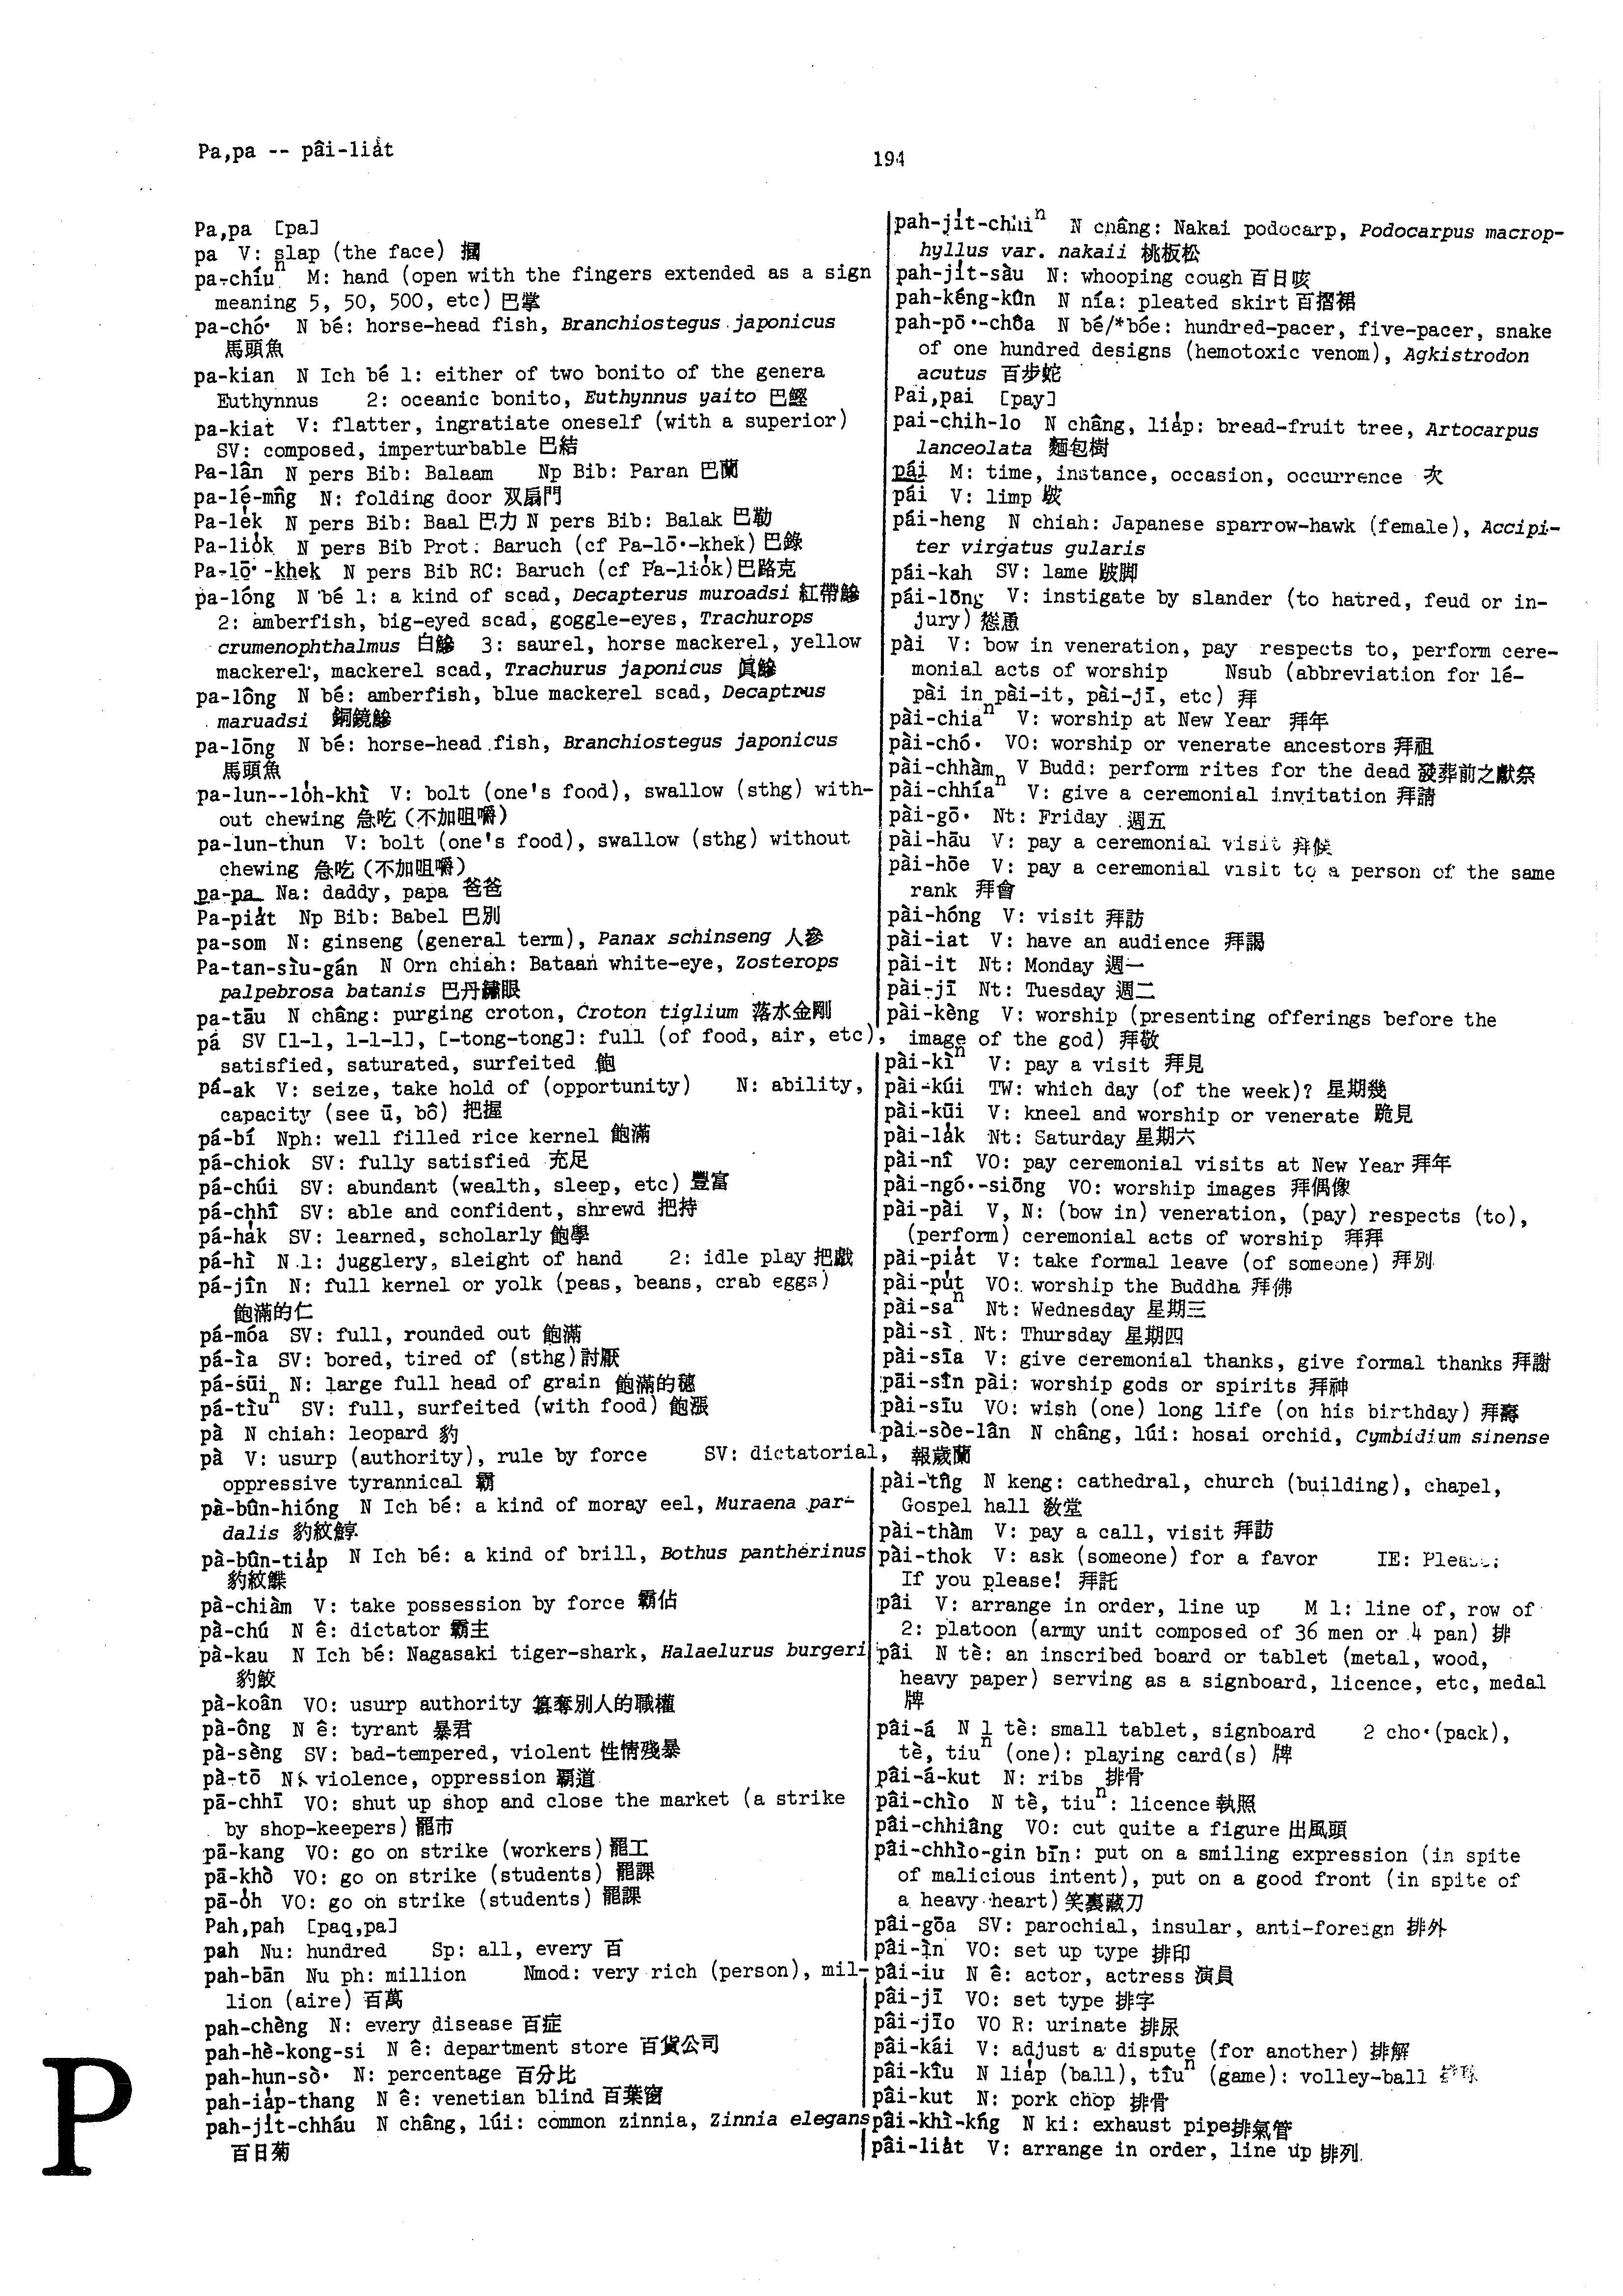 Pa,pa -- pâi-lia̍t
194
Pa,pa [pa]
pa V: slap (the face) 摑
pa-chíuⁿ M: hand (open with the fingers extended as a sign
meaning 5, 50, 500, etc) 巴掌
pa-chó͘ N bé: horse-head fish, Branchiostegus japonicus
馬頭魚
pa-kian N Ich bé 1: either of two bonito of the genera
Euthynnus 2: oceanic bonito, Euthynnus yaito 巴鰹
pa-kiat V: flatter, ingratiate oneself (with a superior)
SV: composed, imperturbable 巴結
Pa-lân N pers Bib: Balaam Np Bib: Paran 巴蘭
pa-lé-mn̂g N: folding door 双扇門
Pa-le̍k N pers Bib: Baal 巴力 N pers Bib: Balak 巴勒
Pa-lio̍k N pers Bib Prot: Baruch (cf Pa-lō͘-khek) 巴錄
Pa-lō͘-khek N pers Bib RC: Baruch (cf Pa-lio̍k) 巴路克
pa-lóng N bé 1: a kind of scad, Decapterus muroadsi 紅帶鰺
2: amberfish, big-eyed scad, goggle-eyes, Trachurops
crumenophthalmus 白鰺 3: saurel, horse mackerel, yellow
mackerel, mackerel scad, Trachurus japonicus 眞鰺
pa-lông N bé: amberfish, blue mackerel scad, Decaptrus
maruadsi 銅鏡鰺
pa-lōng N bé: horse-head fish, Branchiostegus japonicus
馬頭魚
pa-lun--lo̍h-khì V: bolt (one's food), swallow (sthg) with-
out chewing 急吃 (不加咀嚼)
pa-lun-thun V: bolt (one's food), swallow (sthg) without
chewing 急吃 (不加咀嚼)
pa-pa Na: daddy, papa 爸爸
Pa-pia̍t Np Bib: Babel 巴別
pa-som N: ginseng (general term), Panax schinseng 人參
Pa-tan-sìu-gán N Orn chiah: Bataan white-eye, Zosterops
palpebrosa batanis 巴丹繡眼
pa-tāu N châng: purging croton, Croton tiglium 落水金剛
pá SV [1-1, 1-1-1], [-tong-tong]: full (of food, air, etc),
satisfied, saturated, surfeited 飽
pá-ak V: seize, take hold of (opportunity) N: ability,
capacity (see ū, bô) 把握
pá-bí Nph: well filled rice kernel 飽滿
pá-chiok SV: fully satisfied 充足
pá-chúi SV: abundant (wealth, sleep, etc) 豐富
pá-chhî SV: able and confident, shrewd 把持
pá-ha̍k SV: learned, scholarly 飽學
pá-hì N 1: jugglery, sleight of hand 2: idle play 把戲
pá-jîn N: full kernel or yolk (peas, beans, crab eggs)
飽滿的仁
pá-móa SV: full, rounded out 飽滿
pá-ìa SV: bored, tired of (sthg) 討厭
pá-sūi N: large full head of grain 飽滿的穗
pá-tìuⁿ SV: full, surfeited (with food) 飽漲
pà N chiah: leopard 豹
pà V: usurp (authority), rule by force SV: dictatorial,
oppressive tyrannical 霸
pà-bûn-hióng N Ich bé: a kind of moray eel, Muraena par-
dalis 豹紋鯙
pà-bûn-tia̍p N Ich bé: a kind of brill, Bothus pantherinus
豹紋鰈
pà-chiàm V: take possession by force 霸佔
pà-chú N ê: dictator 霸主
pà-kau N Ich bé: Nagasaki tiger-shark, Halaelurus burgeri
豹鮫
pà-koân VO: usurp authority 簒奪別人的職權
pà-ông N ê: tyrant 暴君
pà-sèng SV: bad-tempered, violent 性情殘暴
pà-tō N: violence, oppression 覇道
pā-chhī VO: shut up shop and close the market (a strike
by shop-keepers) 罷市
pā-kang VO: go on strike (workers) 罷工
pā-khò VO: go on strike (students) 罷課
pā-o̍h VO: go on strike (students) 罷課
Pah,pah [paq,pa]
pah Nu: hundred Sp: all, every 百
pah-bān Nu ph: million Nmod: very rich (person), mil-
lion (aire) 百萬
pah-chèng N: every disease 百症
pah-hè-kong-si N ê: department store 百貨公司
pah-hun-sò͘ N: percentage 百分比
pah-ia̍p-thang N ê: venetian blind 百葉窗
pah-ji̍t-chháu N châng, lúi: common zinnia, Zinnia elegans
百日菊
P
pah-ji̍t-chhiⁿ N châng: Nakai podocarp, Podocarpus macrop-
hyllus var. nakaii 桃板松
pah-ji̍t-sàu N: whooping cough 百日咳
pah-kéng-kûn N nía: pleated skirt 百摺裙
pah-pō͘-chôa N bé/*bóe: hundred-pacer, five-pacer, snake
of one hundred designs (hemotoxic venom), Agkistrodon
acutus 百步蛇
Pai,pai [pay]
pai-chih-lo N châng, lia̍p: bread-fruit tree, Artocarpus
lanceolata 麵包樹
pái M: time, instance, occasion, occurrence 次
pái V: limp 跛
pái-heng N chiah: Japanese sparrow-hawk (female), Accipi-
ter virgatus gularis
pái-kah SV: lame 跛脚
pái-lōng V: instigate by slander (to hatred, feud or in-
jury) 慫恿
pài V: bow in veneration, pay respects to, perform cere-
monial acts of worship Nsub (abbreviation for lé-
pài in pài-it, pài-jī, etc) 拜
pài-chiaⁿ V: worship at New Year 拜年
pài-chó͘ VO: worship or venerate ancestors 拜祖
pài-chhàm V Budd: perform rites for the dead 發葬前之獻祭
pài-chhíaⁿ V: give a ceremonial invitation 拜請
pài-gō͘ Nt: Friday 週五
pài-hāu V: pay a ceremonial visit 拜候
pài-hōe V: pay a ceremonial visit to a person of the same
rank 拜會
pài-hóng V: visit 拜訪
pài-iat V: have an audience 拜謁
pài-it Nt: Monday 週一
pài-jī Nt: Tuesday 週二
pài-kèng V: worship (presenting offerings before the
image of the god) 拜敬
pài-kìⁿ V: pay a visit 拜見
pài-kúi TW: which day (of the week)? 星期幾
pài-kūi V: kneel and worship or venerate 跪見
pài-la̍k Nt: Saturday 星期六
pài-nî VO: pay ceremonial visits at New Year 拜年
pài-ngó͘-siōng VO: worship images 拜偶像
pài-pài V, N: (bow in) veneration, (pay) respects (to),
(perform) ceremonial acts of worship 拜拜
pài-pia̍t V: take formal leave (of someone) 拜別
pài-pu̍t VO: worship the Buddha 拜佛
pài-saⁿ Nt: Wednesday 星期三
pài-sì Nt: Thursday 星期四
pài-sīa V: give ceremonial thanks, give formal thanks 拜謝
pāi-sîn pài: worship gods or spirits 拜神
pài-sīu VO: wish (one) long life (on his birthday) 拜壽
pài-sòe-lân N châng, lúi: hosai orchid, Cymbidium sinense
報歲蘭
pài-tn̂g N keng: cathedral, church (building), chapel,
Gospel hall 敎堂
pài-thàm V: pay a call, visit 拜訪
pài-thok V: ask (someone) for a favor IE:
If you please! 拜託
pâi V: arrange in order, line up M 1: line of, row of
2: platoon (army unit composed of 36 men or 4 pan) 排
pâi N tè: an inscribed board or tablet (metal, wood,
heavy paper) serving as a signboard, licence, etc, medal
牌
pâi-á N 1 tè: small tablet, signboard 2 cho͘ (pack),
tè, tiuⁿ (one): playing card(s) 牌
pâi-á-kut N: ribs 排骨
pâi-chìo N tè, tiuⁿ: licence 執照
pâi-chhiâng VO: cut quite a figure 出風頭
pâi-chhìo-gin bīn: put on a smiling expression (in spite
of malicious intent), put on a good front (in spite of
a heavy heart) 笑裏藏刀
pâi-gōa SV: parochial, insular, anti-foreign 排外
pâi-ìn VO: set up type 排印
pâi-iu N ê: actor, actress 演員
pâi-jī VO: set type 排字
pâi-jīo VO R: urinate 排尿
pâi-kái V: adjust a dispute (for another) 排解
pâi-kîu N lia̍p (ball), tîuⁿ (game): volley-ball
pâi-kut N: pork chop 排骨
pâi-khì-kńg N ki: exhaust pipe 排氣管
pâi-lia̍t V: arrange in order, line up 排列